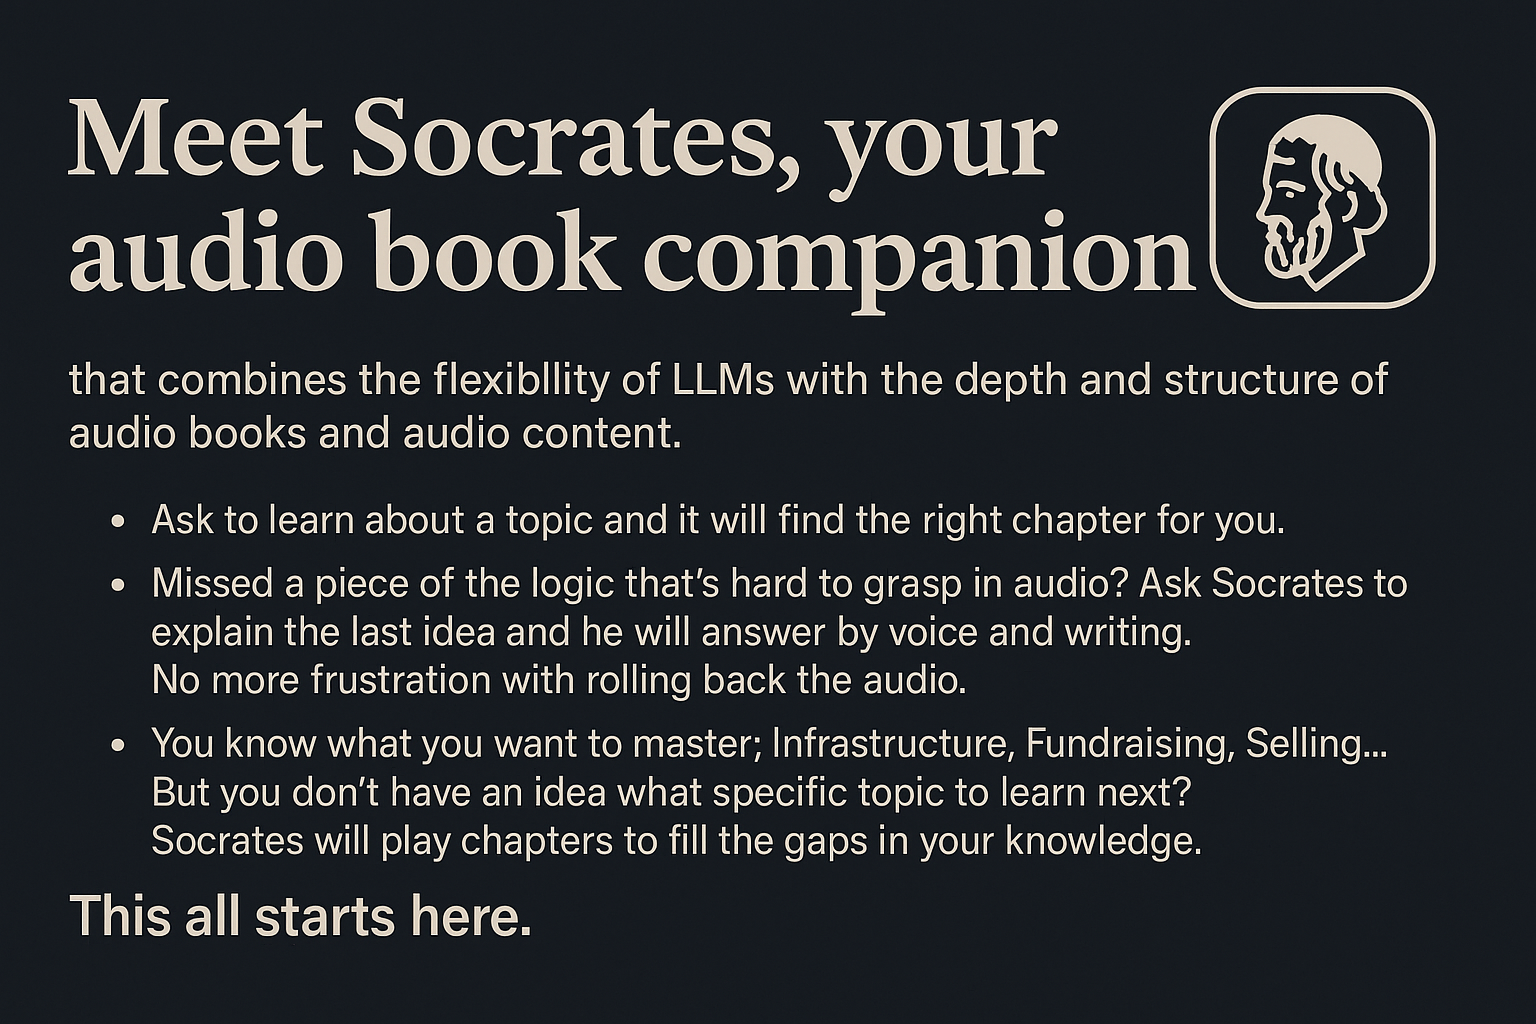 Meet Socrates, your
audio book companion
that combines the flexibllity of LLMs with the depth and structure of
audio books and audio content.
• Ask to learn about a topic and it will find the right chapter for you.
• Missed a piece of the logic that's hard to grasp in audio? Ask Socrates to
explain the last idea and he will answer by voice and writing.
No more frustration with rolling back the audio.
• You know what you want to master; Infrastructure, Fundraising, Selling...
But you don't have an idea what specific topic to learn next?
Socrates will play chapters to fill the gaps in your knowledge.
This all starts here.